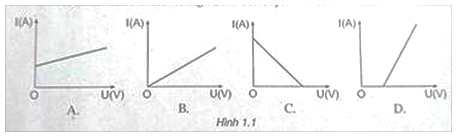 I(A) I(A) I(A) I(A)
O U(V) O U(V) O U(V) O U(V)
A. B. C. D.
Hình 1.1